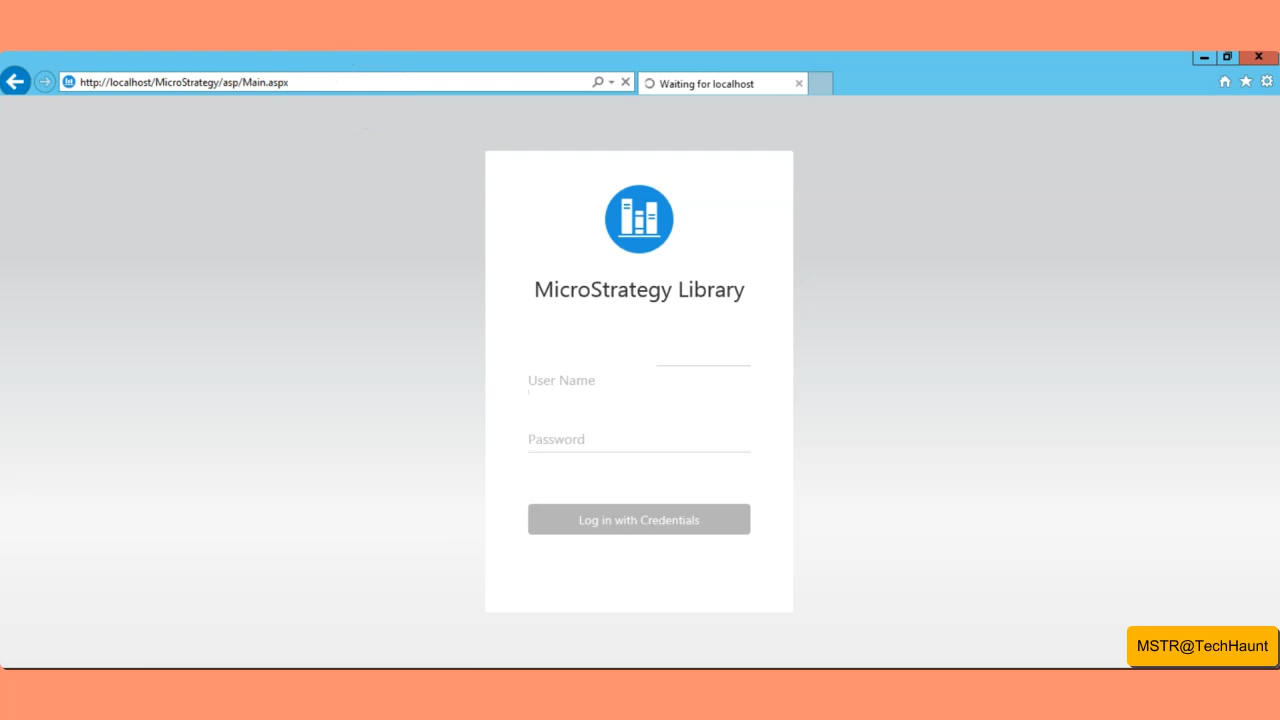 http://localhost/MicroStrategy/asp/Main.aspx
Waiting for localhost
MicroStrategy Library
User Name
Password
Log in with Credentials
MSTR@TechHaunt